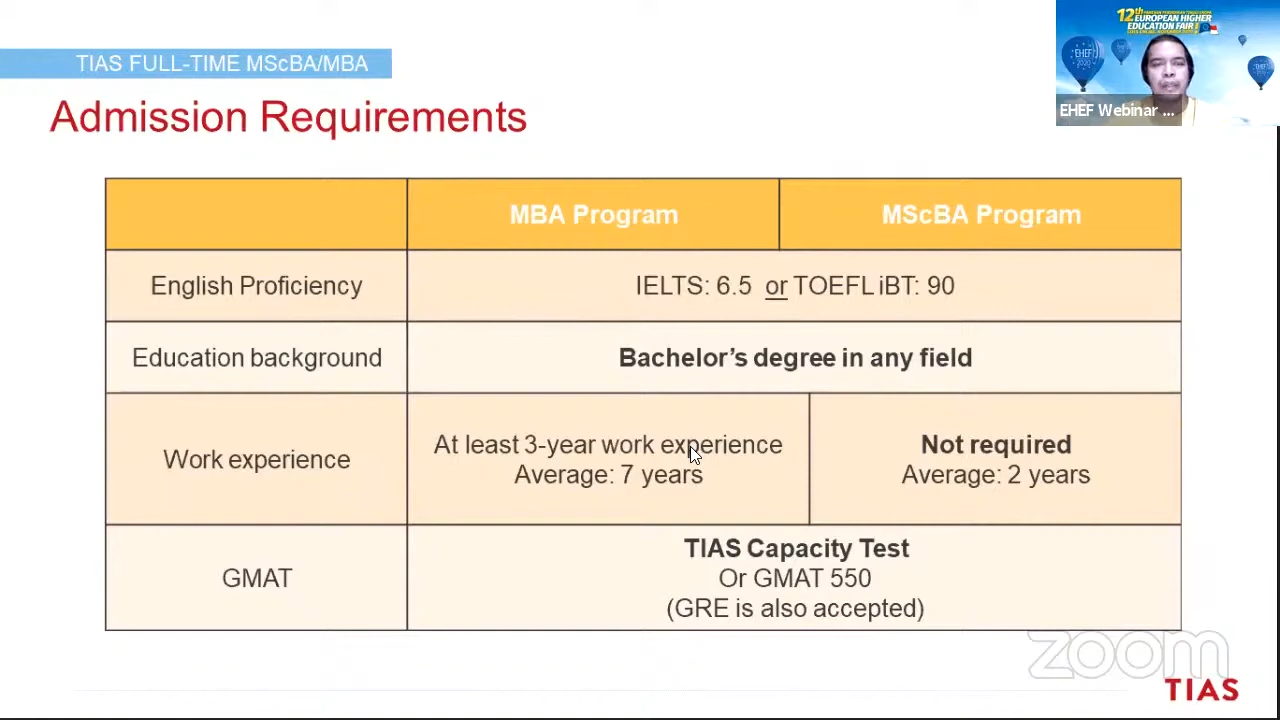 TIAS FULL-TIME MScBA/MBA
Admission Requirements
12th
EUROPEAN HIGHER
EDUCATION FAIR
EHEF
2020
EHEF Webinar ...
MBA Program
MScBA Program
English Proficiency
IELTS: 6.5 or TOEFL iBT: 90
Education background
Bachelor’s degree in any field
Work experience
At least 3-year work experience
Average: 7 years
Not required
Average: 2 years
GMAT
TIAS Capacity Test
Or GMAT 550
(GRE is also accepted)
zoom
TIAS